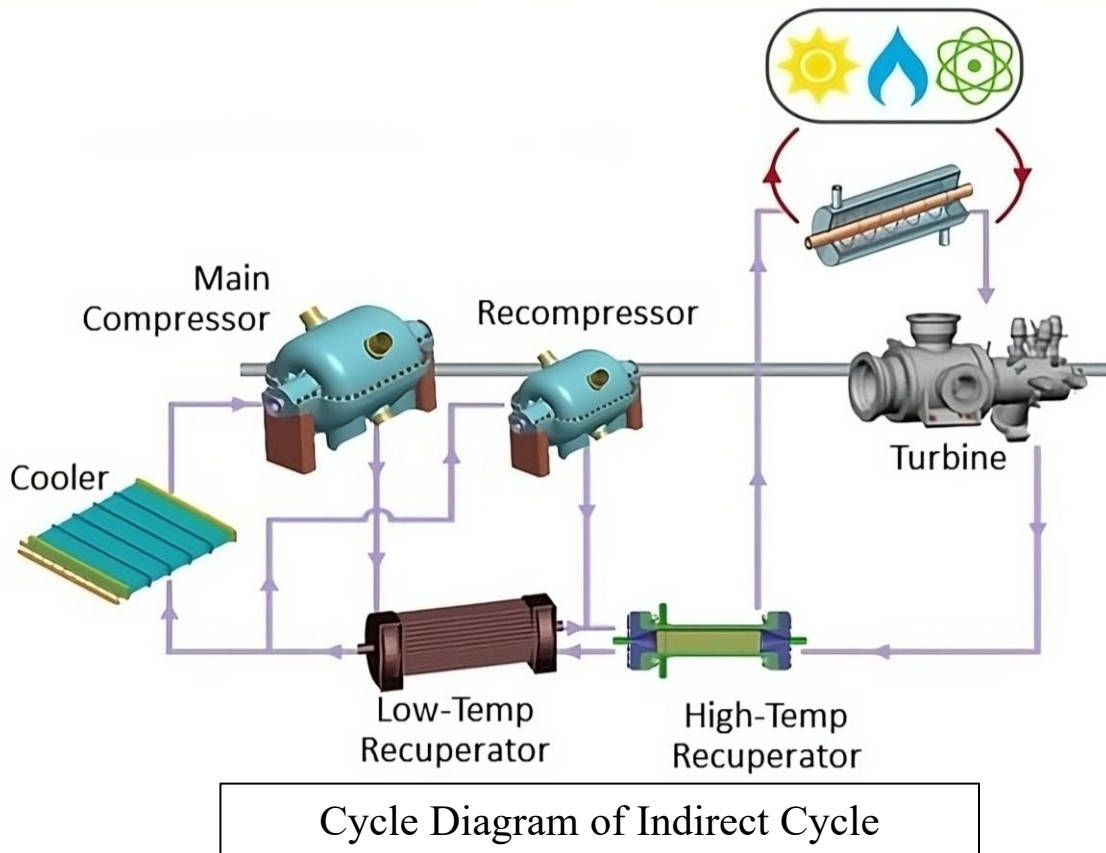 Main
Compressor
Recompressor
Turbine
Cooler
Low-Temp
Recuperator
High-Temp
Recuperator
Cycle Diagram of Indirect Cycle